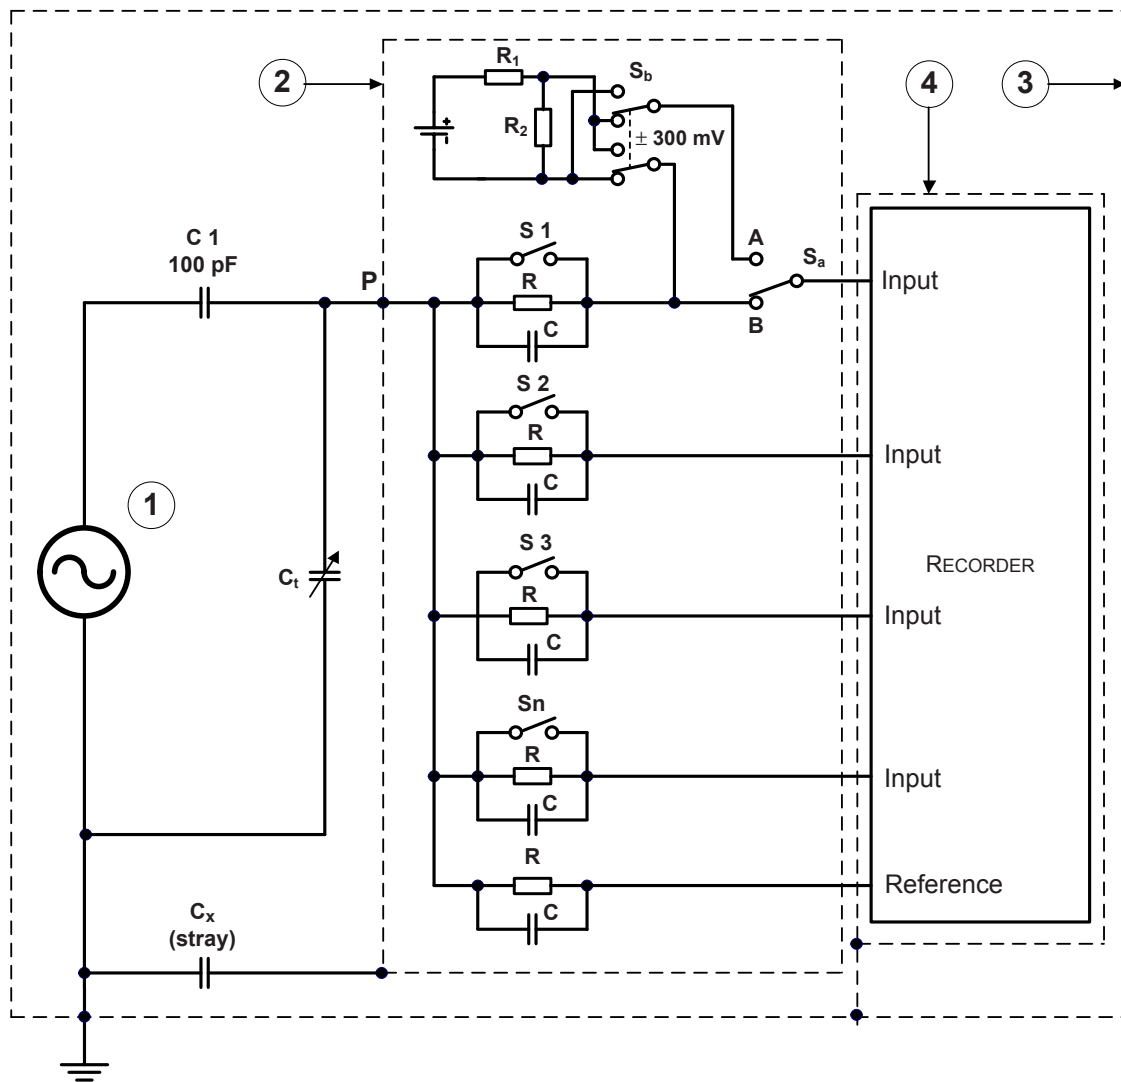 R1
Sb
2
4
3
R2
± 300 mV
C 1
100 pF
S 1
A
Sa
P
R
Input
B
C
S 2
R
Input
C
1
S 3
RECORDER
Ct
R
Input
C
Sn
R
Input
C
R
Reference
Cx
(stray)
C